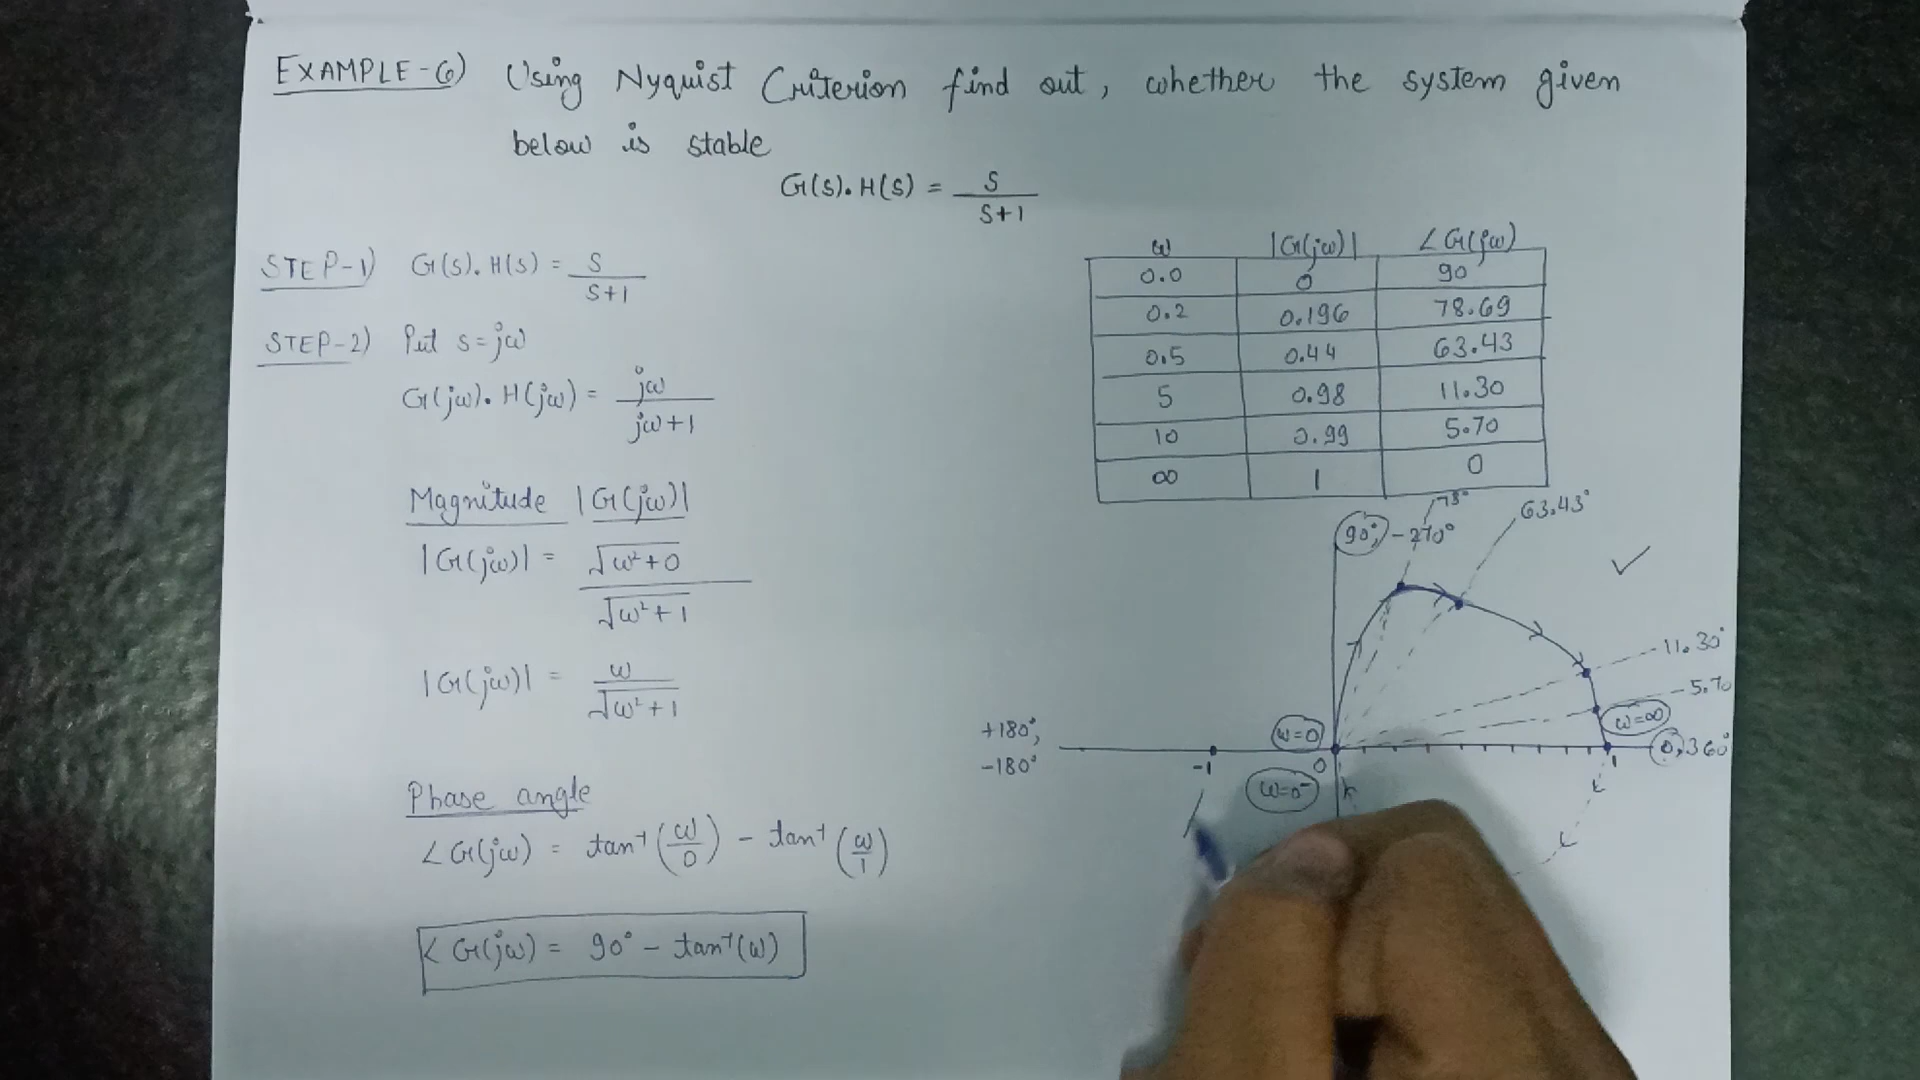 EXAMPLE-6) Using Nyquist Criterion find out, whether the system given
below is stable
G(s).H(s) = s / s+1
STEP-1) G(s).H(s) = s / s+1
STEP-2) Put s=jω
G(jω).H(jω) = jω / jω+1
Magnitude |G(jω)|
|G(jω)| = √ω²+0 / √ω²+1
|G(jω)| = ω / √ω²+1
Phase angle
∠G(jω) = tan⁻¹(ω/0) - tan⁻¹(ω/1)
∠G(jω) = 90° - tan⁻¹(ω)
ω |G(jω)| ∠G(jω)
0.0 0 90
0.2 0.196 78.69
0.5 0.44 63.43
5 0.98 11.30
10 0.99 5.70
∞ 1 0
63.43°
90°, -270°
11.30°
5.70
ω=∞
+180°, ω=0
-180° -1 0 1 0, 360°
ω=0⁻